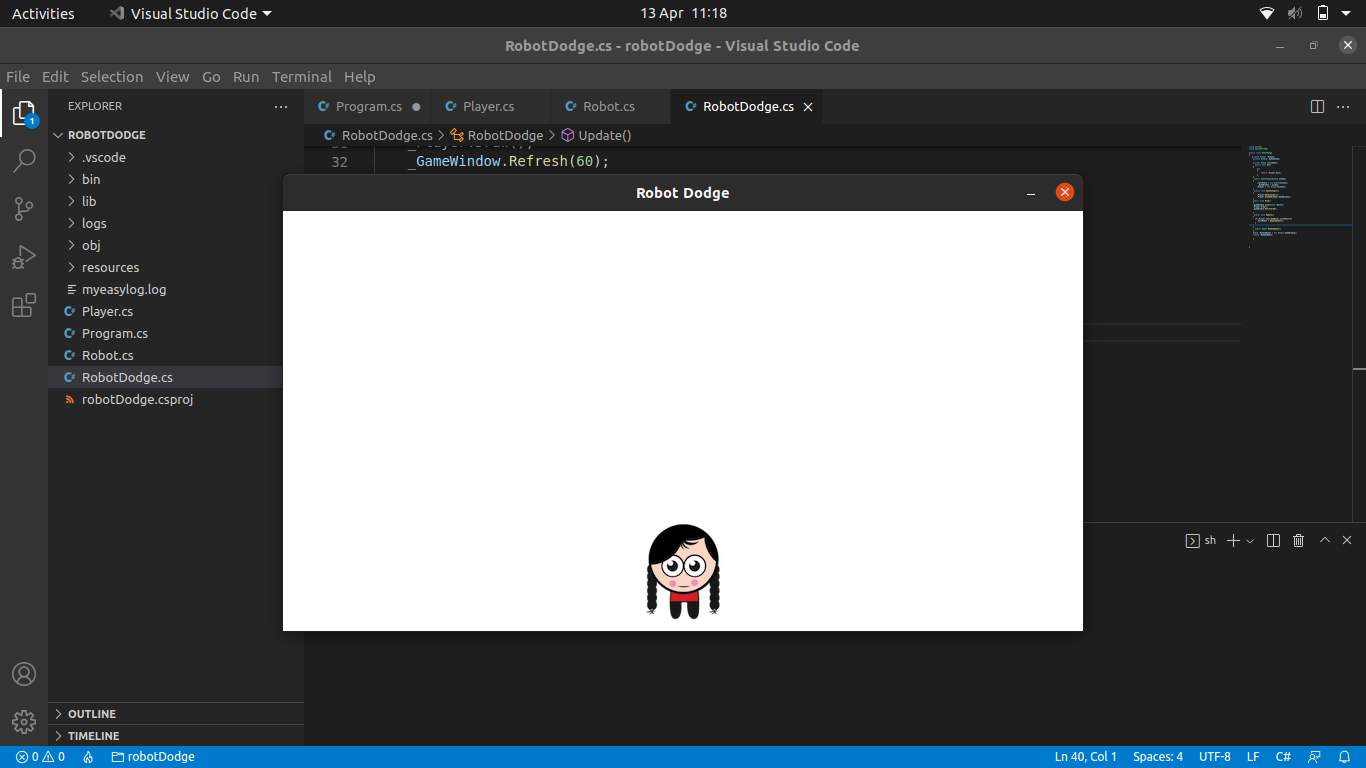 Activities Visual Studio Code 13 Apr 11:18
RobotDodge.cs - robotDodge - Visual Studio Code
File Edit Selection View Go Run Terminal Help
EXPLORER
Program.cs Player.cs Robot.cs RobotDodge.cs
ROBOTDODGE
RobotDodge.cs > RobotDodge > Update()
.vscode
32 _GameWindow.Refresh(60);
bin
Robot Dodge
lib
logs
obj
resources
myeasylog.log
Player.cs
Program.cs
Robot.cs
RobotDodge.cs
robotDodge.csproj
1
sh
OUTLINE
TIMELINE
0 0 robotDodge Ln 40, Col 1 Spaces: 4 UTF-8 LF C#